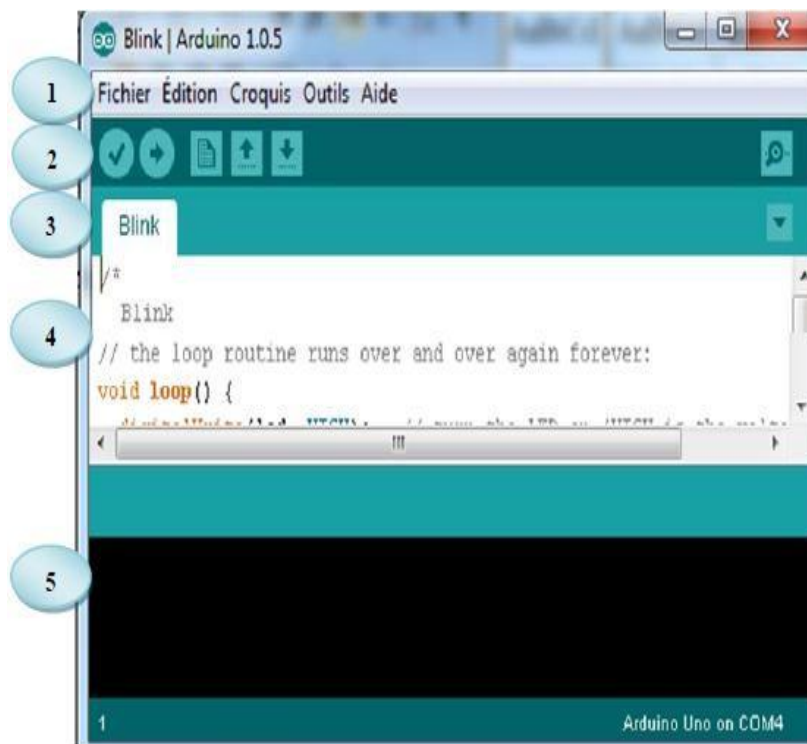 Blink | Arduino 1.0.5
1
Fichier Édition Croquis Outils Aide
2
3
Blink
/*
Blink
4
// the loop routine runs over and over again forever:
void loop() {
5
1
Arduino Uno on COM4